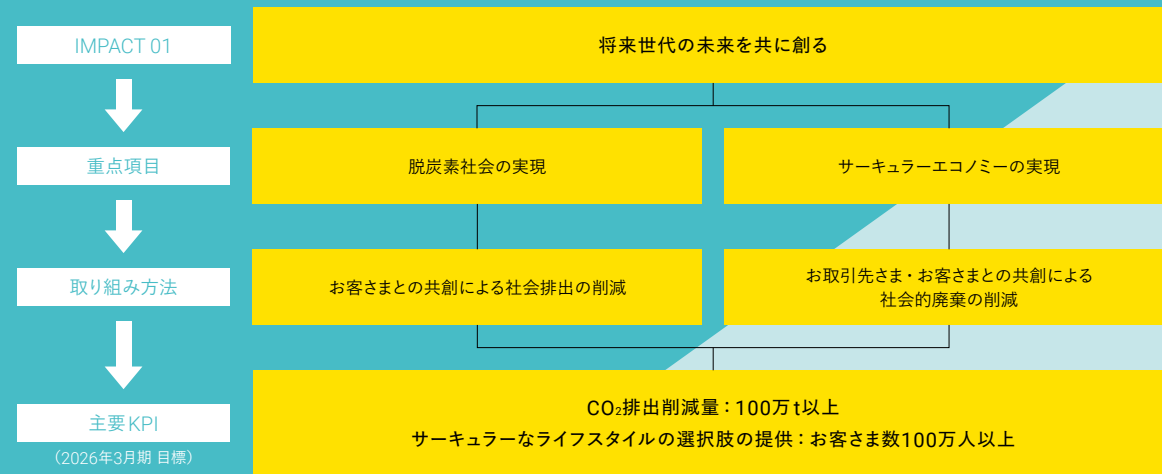 IMPACT 01
将来世代の未来を共に創る
重点項目
脱炭素社会の実現
サーキュラーエコノミーの実現
取り組み方法
お客さまとの共創による社会排出の削減
お取引先さま・お客さまとの共創による
社会的廃棄の削減
主要KPI
（2026年3月期 目標）
CO₂排出削減量：100万t以上
サーキュラーなライフスタイルの選択肢の提供：お客さま数100万人以上